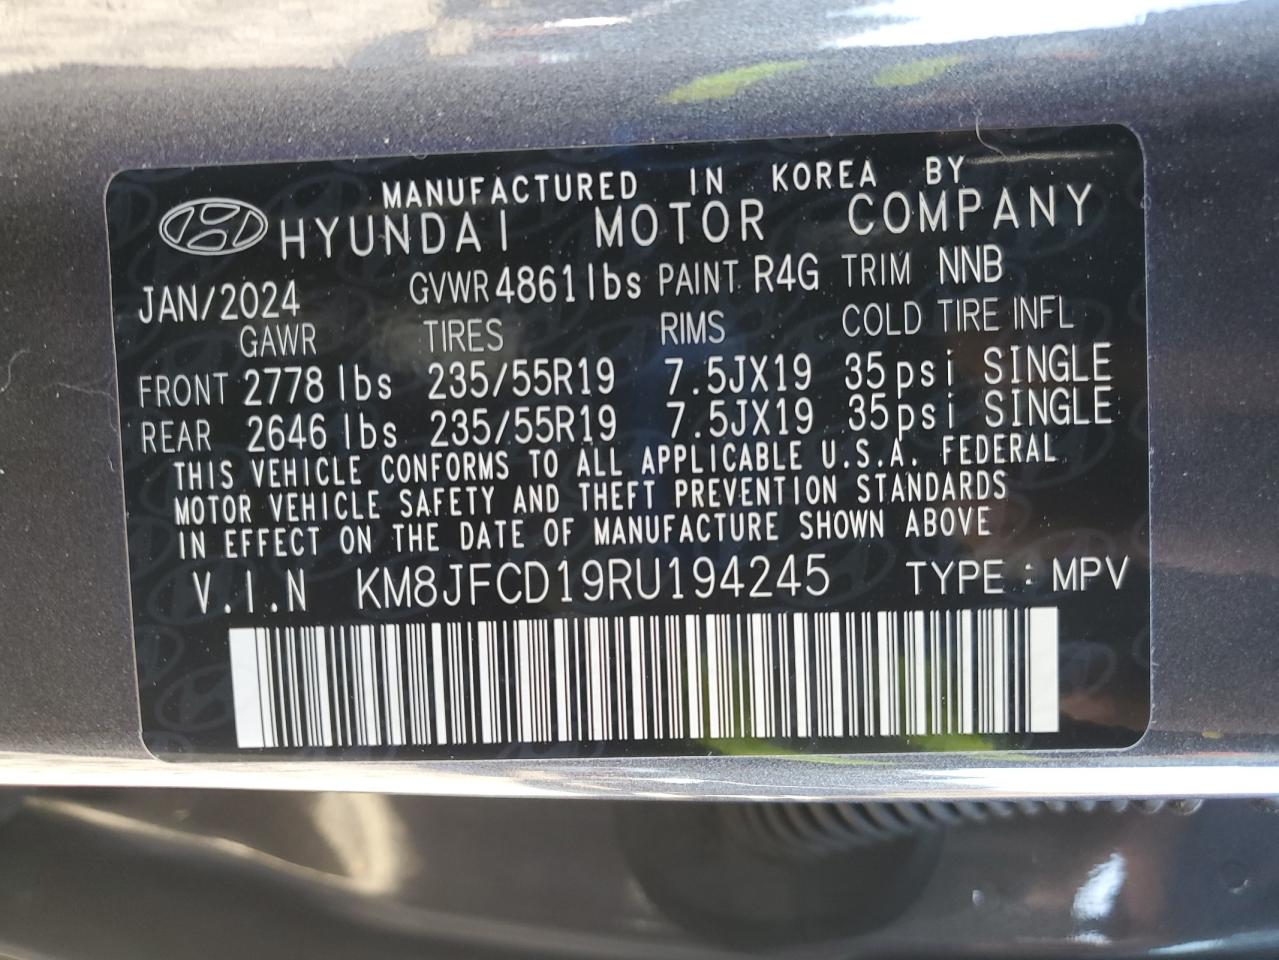 MANUFACTURED IN KOREA BY
HYUNDAI MOTOR COMPANY
JAN/2024 GVWR 4861 lbs PAINT R4G TRIM NNB
GAWR TIRES RIMS COLD TIRE INFL
FRONT 2778 lbs 235/55R19 7.5JX19 35psi SINGLE
REAR 2646 lbs 235/55R19 7.5JX19 35psi SINGLE
THIS VEHICLE CONFORMS TO ALL APPLICABLE U.S.A. FEDERAL
MOTOR VEHICLE SAFETY AND THEFT PREVENTION STANDARDS
IN EFFECT ON THE DATE OF MANUFACTURE SHOWN ABOVE
V.I.N KM8JFCD19RU194245 TYPE : MPV